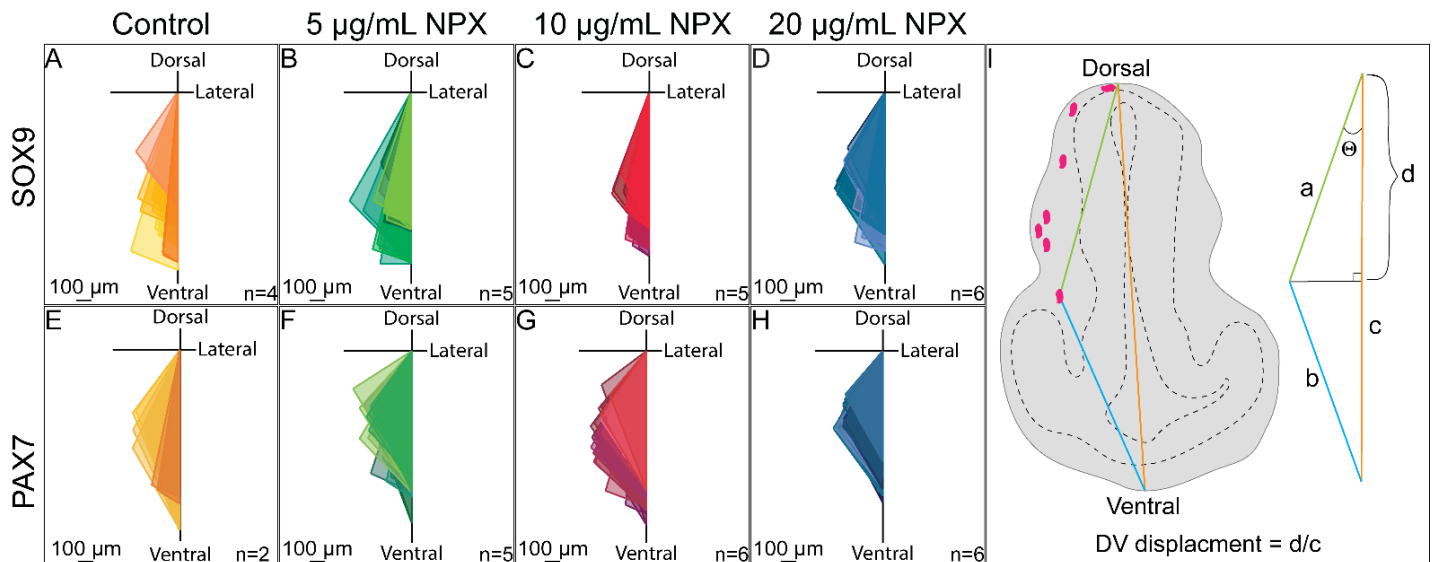 Control
5 µg/mL NPX
10 µg/mL NPX
20 µg/mL NPX
SOX9
A
Dorsal
Lateral
100 µm
Ventral
n=4
B
Dorsal
Lateral
100 µm
Ventral
n=5
C
Dorsal
Lateral
100 µm
Ventral
n=5
D
Dorsal
Lateral
100 µm
Ventral
n=6
PAX7
E
Dorsal
Lateral
100 µm
Ventral
n=2
F
Dorsal
Lateral
100 µm
Ventral
n=5
G
Dorsal
Lateral
100 µm
Ventral
n=6
H
Dorsal
Lateral
100 µm
Ventral
n=6
I
Dorsal
Ventral
Θ
a
d
c
b
DV displacment = d/c